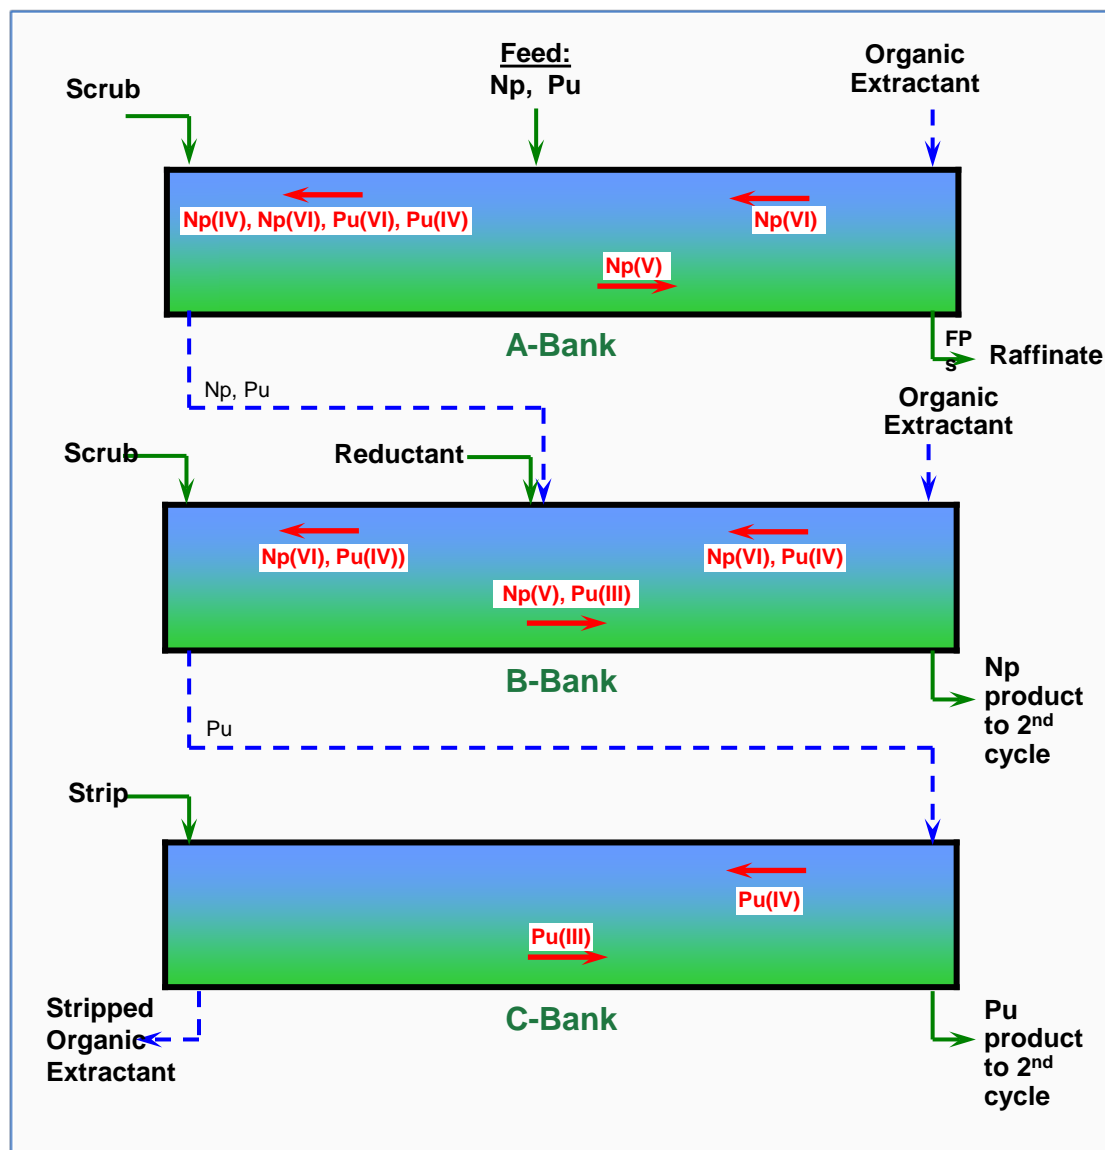 Scrub
Feed:
Np, Pu
Organic
Extractant
Np(IV), Np(VI), Pu(VI), Pu(IV)
Np(VI)
Np(V)
A-Bank
FP
s
Raffinate
Np, Pu
Organic
Extractant
Scrub
Reductant
Np(VI), Pu(IV))
Np(VI), Pu(IV)
Np(V), Pu(III)
B-Bank
Np
product
to 2nd
cycle
Pu
Strip
Pu(IV)
Pu(III)
C-Bank
Stripped
Organic
Extractant
Pu
product
to 2nd
cycle